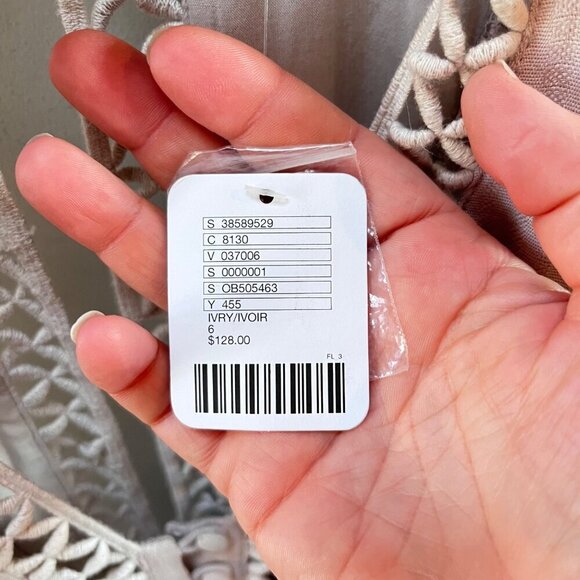 S 38589529
C 8130
V 037006
S 0000001
S OB505463
Y 455
IVRY/IVOIR
6
$128.00
FL 3